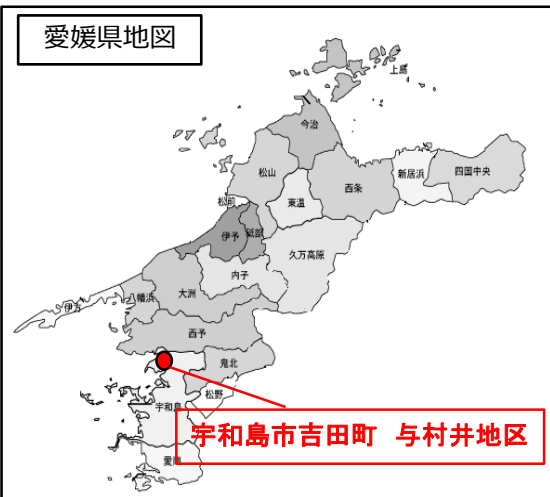 愛媛県地図
上島
今治
松山
西条
新居浜
四国中央
東温
松前
伊予
砥部
久万高原
内子
大洲
八幡浜
伊方
西予
鬼北
松野
宇和島
宇和島市吉田町 与村井地区
愛南